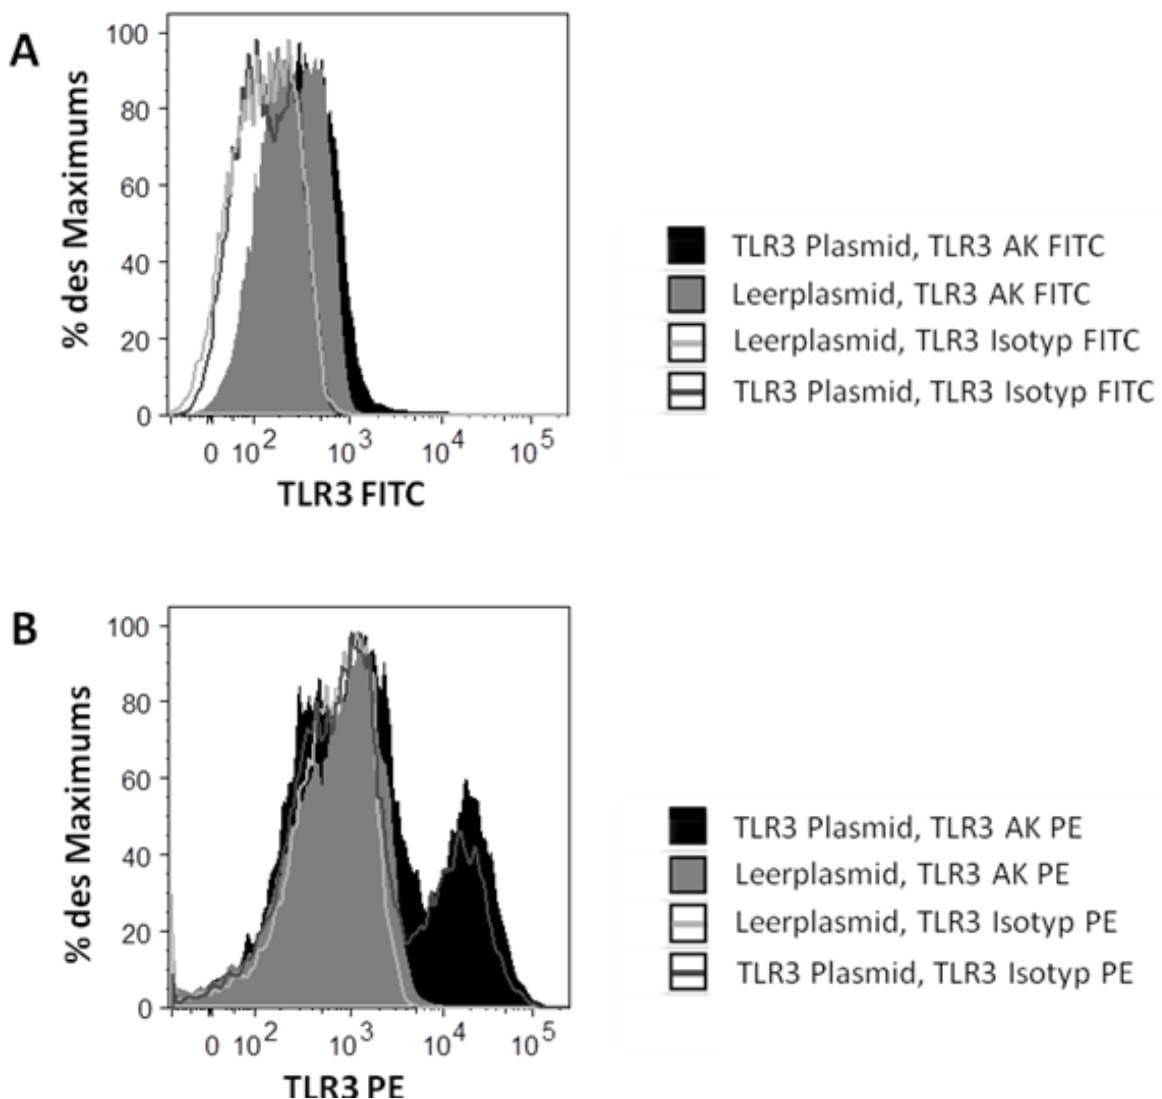 A
% des Maximums
100
80
60
40
20
0
0 10² 10³ 10⁴ 10⁵
TLR3 FITC
TLR3 Plasmid, TLR3 AK FITC
Leerplasmid, TLR3 AK FITC
Leerplasmid, TLR3 Isotyp FITC
TLR3 Plasmid, TLR3 Isotyp FITC
B
% des Maximums
100
80
60
40
20
0
0 10² 10³ 10⁴ 10⁵
TLR3 PE
TLR3 Plasmid, TLR3 AK PE
Leerplasmid, TLR3 AK PE
Leerplasmid, TLR3 Isotyp PE
TLR3 Plasmid, TLR3 Isotyp PE